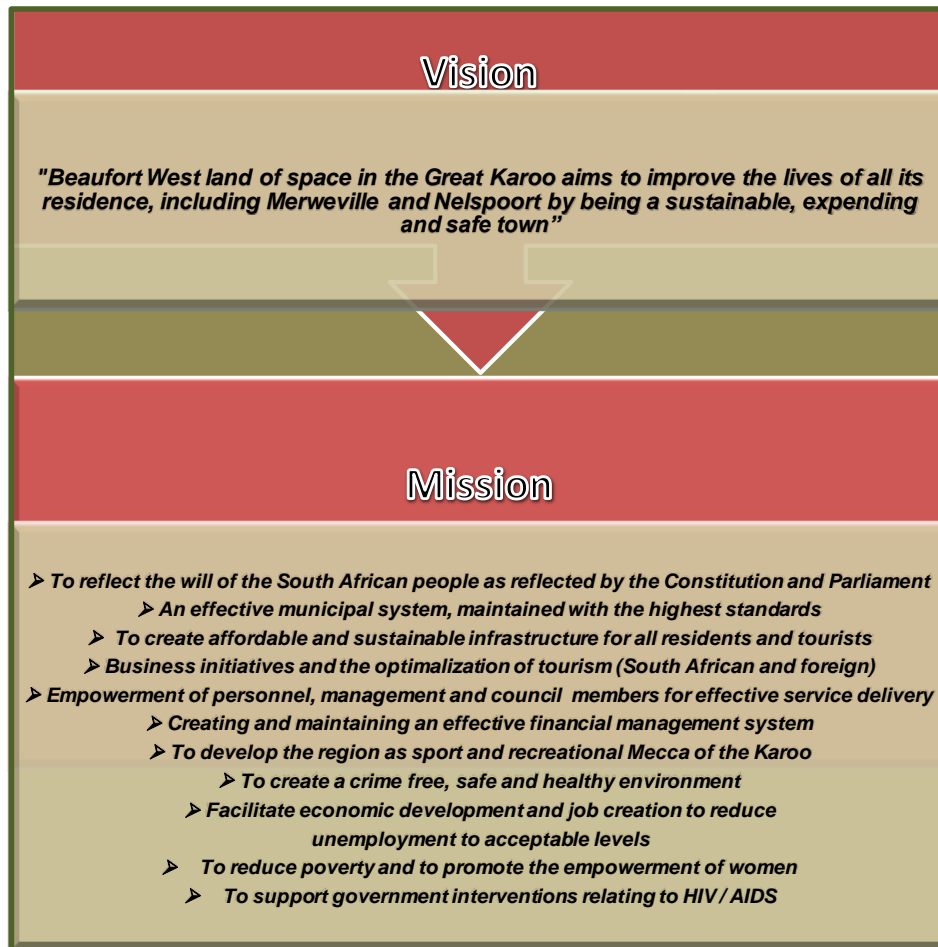 Vision
"Beaufort West land of space in the Great Karoo aims to improve the lives of all its
residence, including Merweville and Nelspoort by being a sustainable, expending
and safe town”
Mission
➢ To reflect the will of the South African people as reflected by the Constitution and Parliament
➢ An effective municipal system, maintained with the highest standards
➢ To create affordable and sustainable infrastructure for all residents and tourists
➢ Business initiatives and the optimalization of tourism (South African and foreign)
➢ Empowerment of personnel, management and council members for effective service delivery
➢ Creating and maintaining an effective financial management system
➢ To develop the region as sport and recreational Mecca of the Karoo
➢ To create a crime free, safe and healthy environment
➢ Facilitate economic development and job creation to reduce
unemployment to acceptable levels
➢ To reduce poverty and to promote the empowerment of women
➢ To support government interventions relating to HIV / AIDS